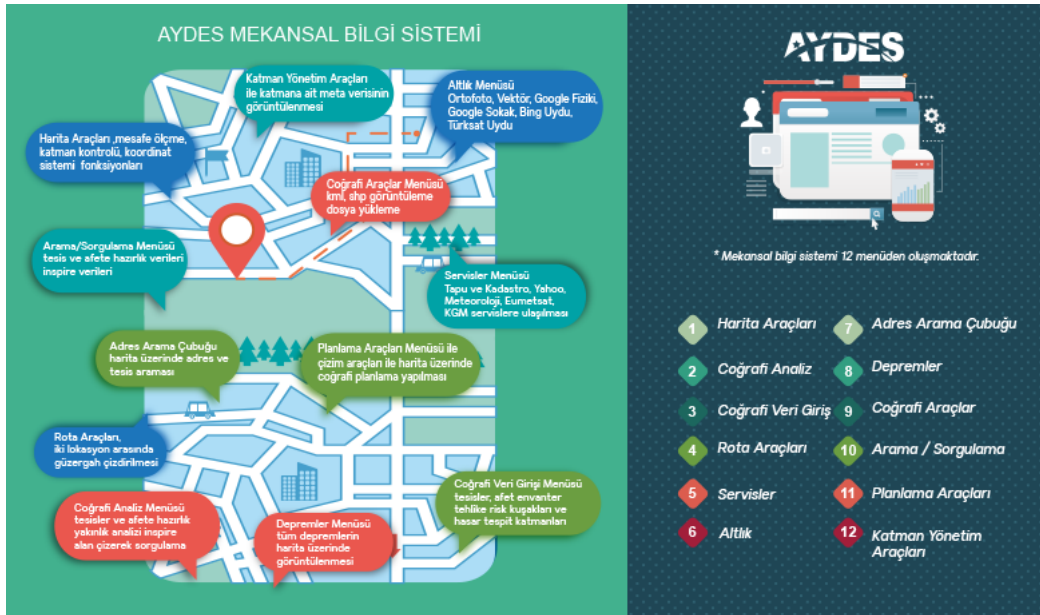 AYDES MEKANSAL BİLGİ SİSTEMİ
Katman Yönetim Araçları
ile katmana ait meta verisinin
görüntülenmesi
Altlık Menüsü
Ortofoto, Vektör, Google Fiziki,
Google Sokak, Bing Uydu,
Türksat Uydu
Harita Araçları ,mesafe ölçme,
katman kontrolü, koordinat
sistemi fonksiyonları
Coğrafi Araçlar Menüsü
kml, shp görüntüleme
dosya yükleme
Arama/Sorgulama Menüsü
tesis ve afete hazırlık verileri
inspire verileri
Servisler Menüsü
Tapu ve Kadastro, Yahoo,
Meteoroloji, Eumetsat,
KGM servislere ulaşılması
Adres Arama Çubuğu
harita üzerinde adres ve
tesis araması
Planlama Araçları Menüsü ile
çizim araçları ile harita üzerinde
coğrafi planlama yapılması
Rota Araçları,
iki lokasyon arasında
güzergah çizdirilmesi
Coğrafi Analiz Menüsü
tesisler ve afete hazırlık
yakınlık analizi inspire
alan çizerek sorgulama
Depremler Menüsü
tüm depremlerin
harita üzerinde
görüntülenmesi
Coğrafi Veri Girişi Menüsü
tesisler, afet envanter
tehlike risk kuşakları ve
hasar tespit katmanları
AYDES
* Mekansal bilgi sistemi 12 menüden oluşmaktadır.
1 Harita Araçları
2 Coğrafi Analiz
3 Coğrafi Veri Giriş
4 Rota Araçları
5 Servisler
6 Altlık
7 Adres Arama Çubuğu
8 Depremler
9 Coğrafi Araçlar
10 Arama / Sorgulama
11 Planlama Araçları
12 Katman Yönetim
Araçları